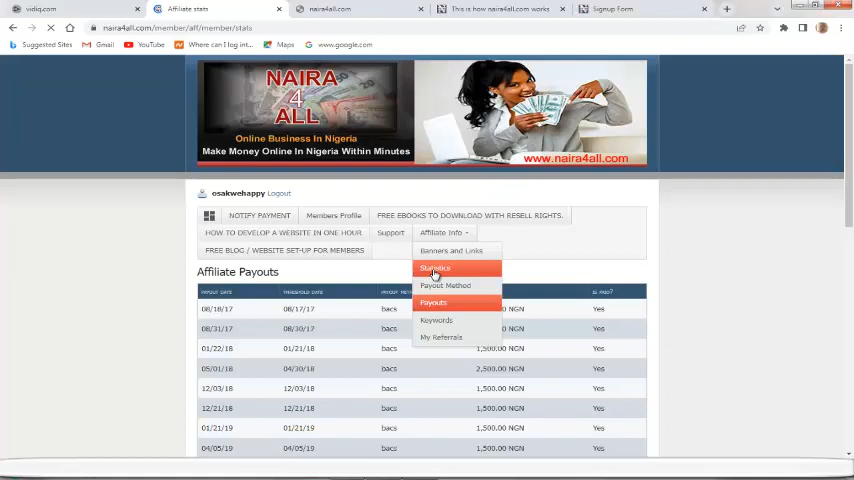 vidiq.com
Affiliate stats
naira4all.com
This is how naira4all.com works
Signup Form
naira4all.com/member/aff/member/stats
Suggested Sites
Gmail
YouTube
Where can I log int...
Maps
www.google.com
NAIRA
4
ALL
Online Business In Nigeria
Make Money Online In Nigeria Within Minutes
www.naira4all.com
osakwehappy Logout
NOTIFY PAYMENT
Members Profile
FREE EBOOKS TO DOWNLOAD WITH RESELL RIGHTS.
HOW TO DEVELOP A WEBSITE IN ONE HOUR
Support
Affiliate Info
FREE BLOG / WEBSITE SET-UP FOR MEMBERS
Banners and Links
Statistics
Payout Method
Payouts
Keywords
My Referrals
Affiliate Payouts
PAYOUT DATE THRESHOLD DATE IS PAID?
08/18/17 08/17/17 bacs NGN Yes
08/31/17 08/30/17 bacs NGN Yes
01/22/18 01/21/18 bacs 1,500.00 NGN Yes
05/01/18 04/30/18 bacs 2,500.00 NGN Yes
12/03/18 12/03/18 bacs 1,500.00 NGN Yes
12/21/18 12/21/18 bacs 1,500.00 NGN Yes
01/21/19 01/21/19 bacs 1,500.00 NGN Yes
04/05/19 04/05/19 bacs 1,500.00 NGN Yes